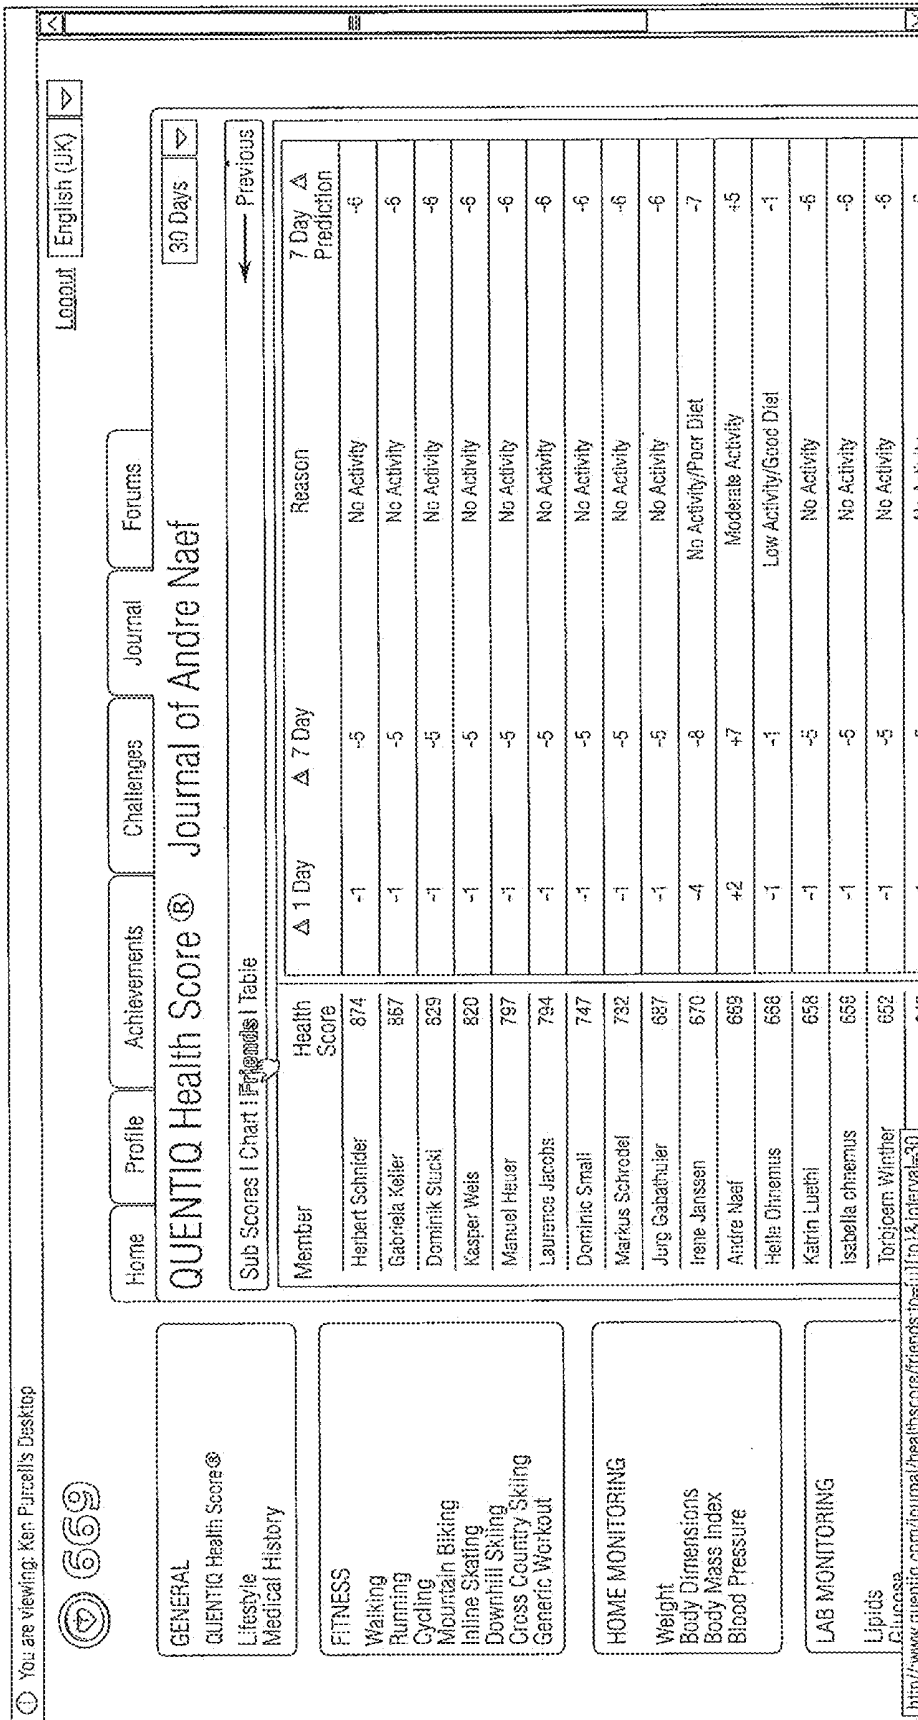 You are viewing: Ken Purcell's Desktop
669
Logout English (UK)
Home Profile Achievements Challenges Journal Forums
QUENTIQ Health Score ® Journal of Andre Naef 30 Days
Sub Scores | Chart | Friends | Table Previous
GENERAL
QUENTIQ Health Score®
Lifestyle
Medical History
FITNESS
Walking
Running
Cycling
Mountain Biking
Inline Skating
Downhill Skiing
Cross Country Skiing
Generic Workout
HOME MONITORING
Weight
Body Dimensions
Body Mass Index
Blood Pressure
LAB MONITORING
Lipids
Glucose
Member Health Score Δ 1 Day Δ 7 Day Reason 7 Day Δ Prediction
Herbert Schnider 874 -1 -5 No Activity -6
Gabriela Keller 867 -1 -5 No Activity -6
Dominik Stucki 829 -1 -5 No Activity -6
Kasper Weis 820 -1 -5 No Activity -6
Manuel Heuer 797 -1 -5 No Activity -6
Laurence Jacobs 794 -1 -5 No Activity -6
Dominic Small 747 -1 -5 No Activity -6
Markus Schrodel 732 -1 -5 No Activity -6
Jurg Gabathuler 687 -1 -5 No Activity -6
Irene Janssen 670 -4 -8 No Activity/Poor Diet -7
Andre Naef 669 +2 +7 Moderate Activity +5
Helle Ohnemus 666 -1 -1 Low Activity/Good Diet -1
Katrin Luethi 658 -1 -5 No Activity -6
Isabella ohnemus 656 -1 -5 No Activity -6
Torbjoern Winther 652 -1 -5 No Activity -6